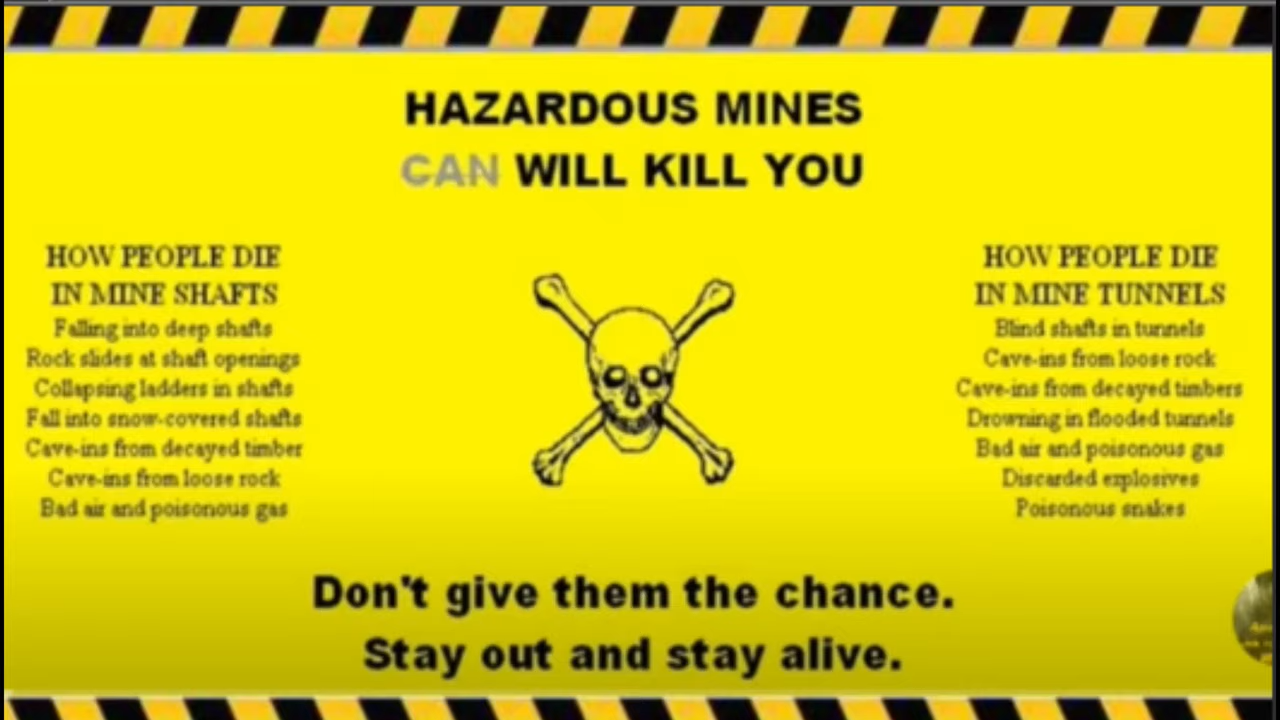 HAZARDOUS MINES
CAN WILL KILL YOU
HOW PEOPLE DIE
IN MINE SHAFTS
Falling into deep shafts
Rock slides at shaft openings
Collapsing ladders in shafts
Fall into snow-covered shafts
Cave-ins from decayed timber
Cave-ins from loose rock
Bad air and poisonous gas
HOW PEOPLE DIE
IN MINE TUNNELS
Blind shafts in tunnels
Cave-ins from loose rock
Cave-ins from decayed timbers
Drowning in flooded tunnels
Bad air and poisonous gas
Discarded explosives
Poisonous snakes
Don't give them the chance.
Stay out and stay alive.